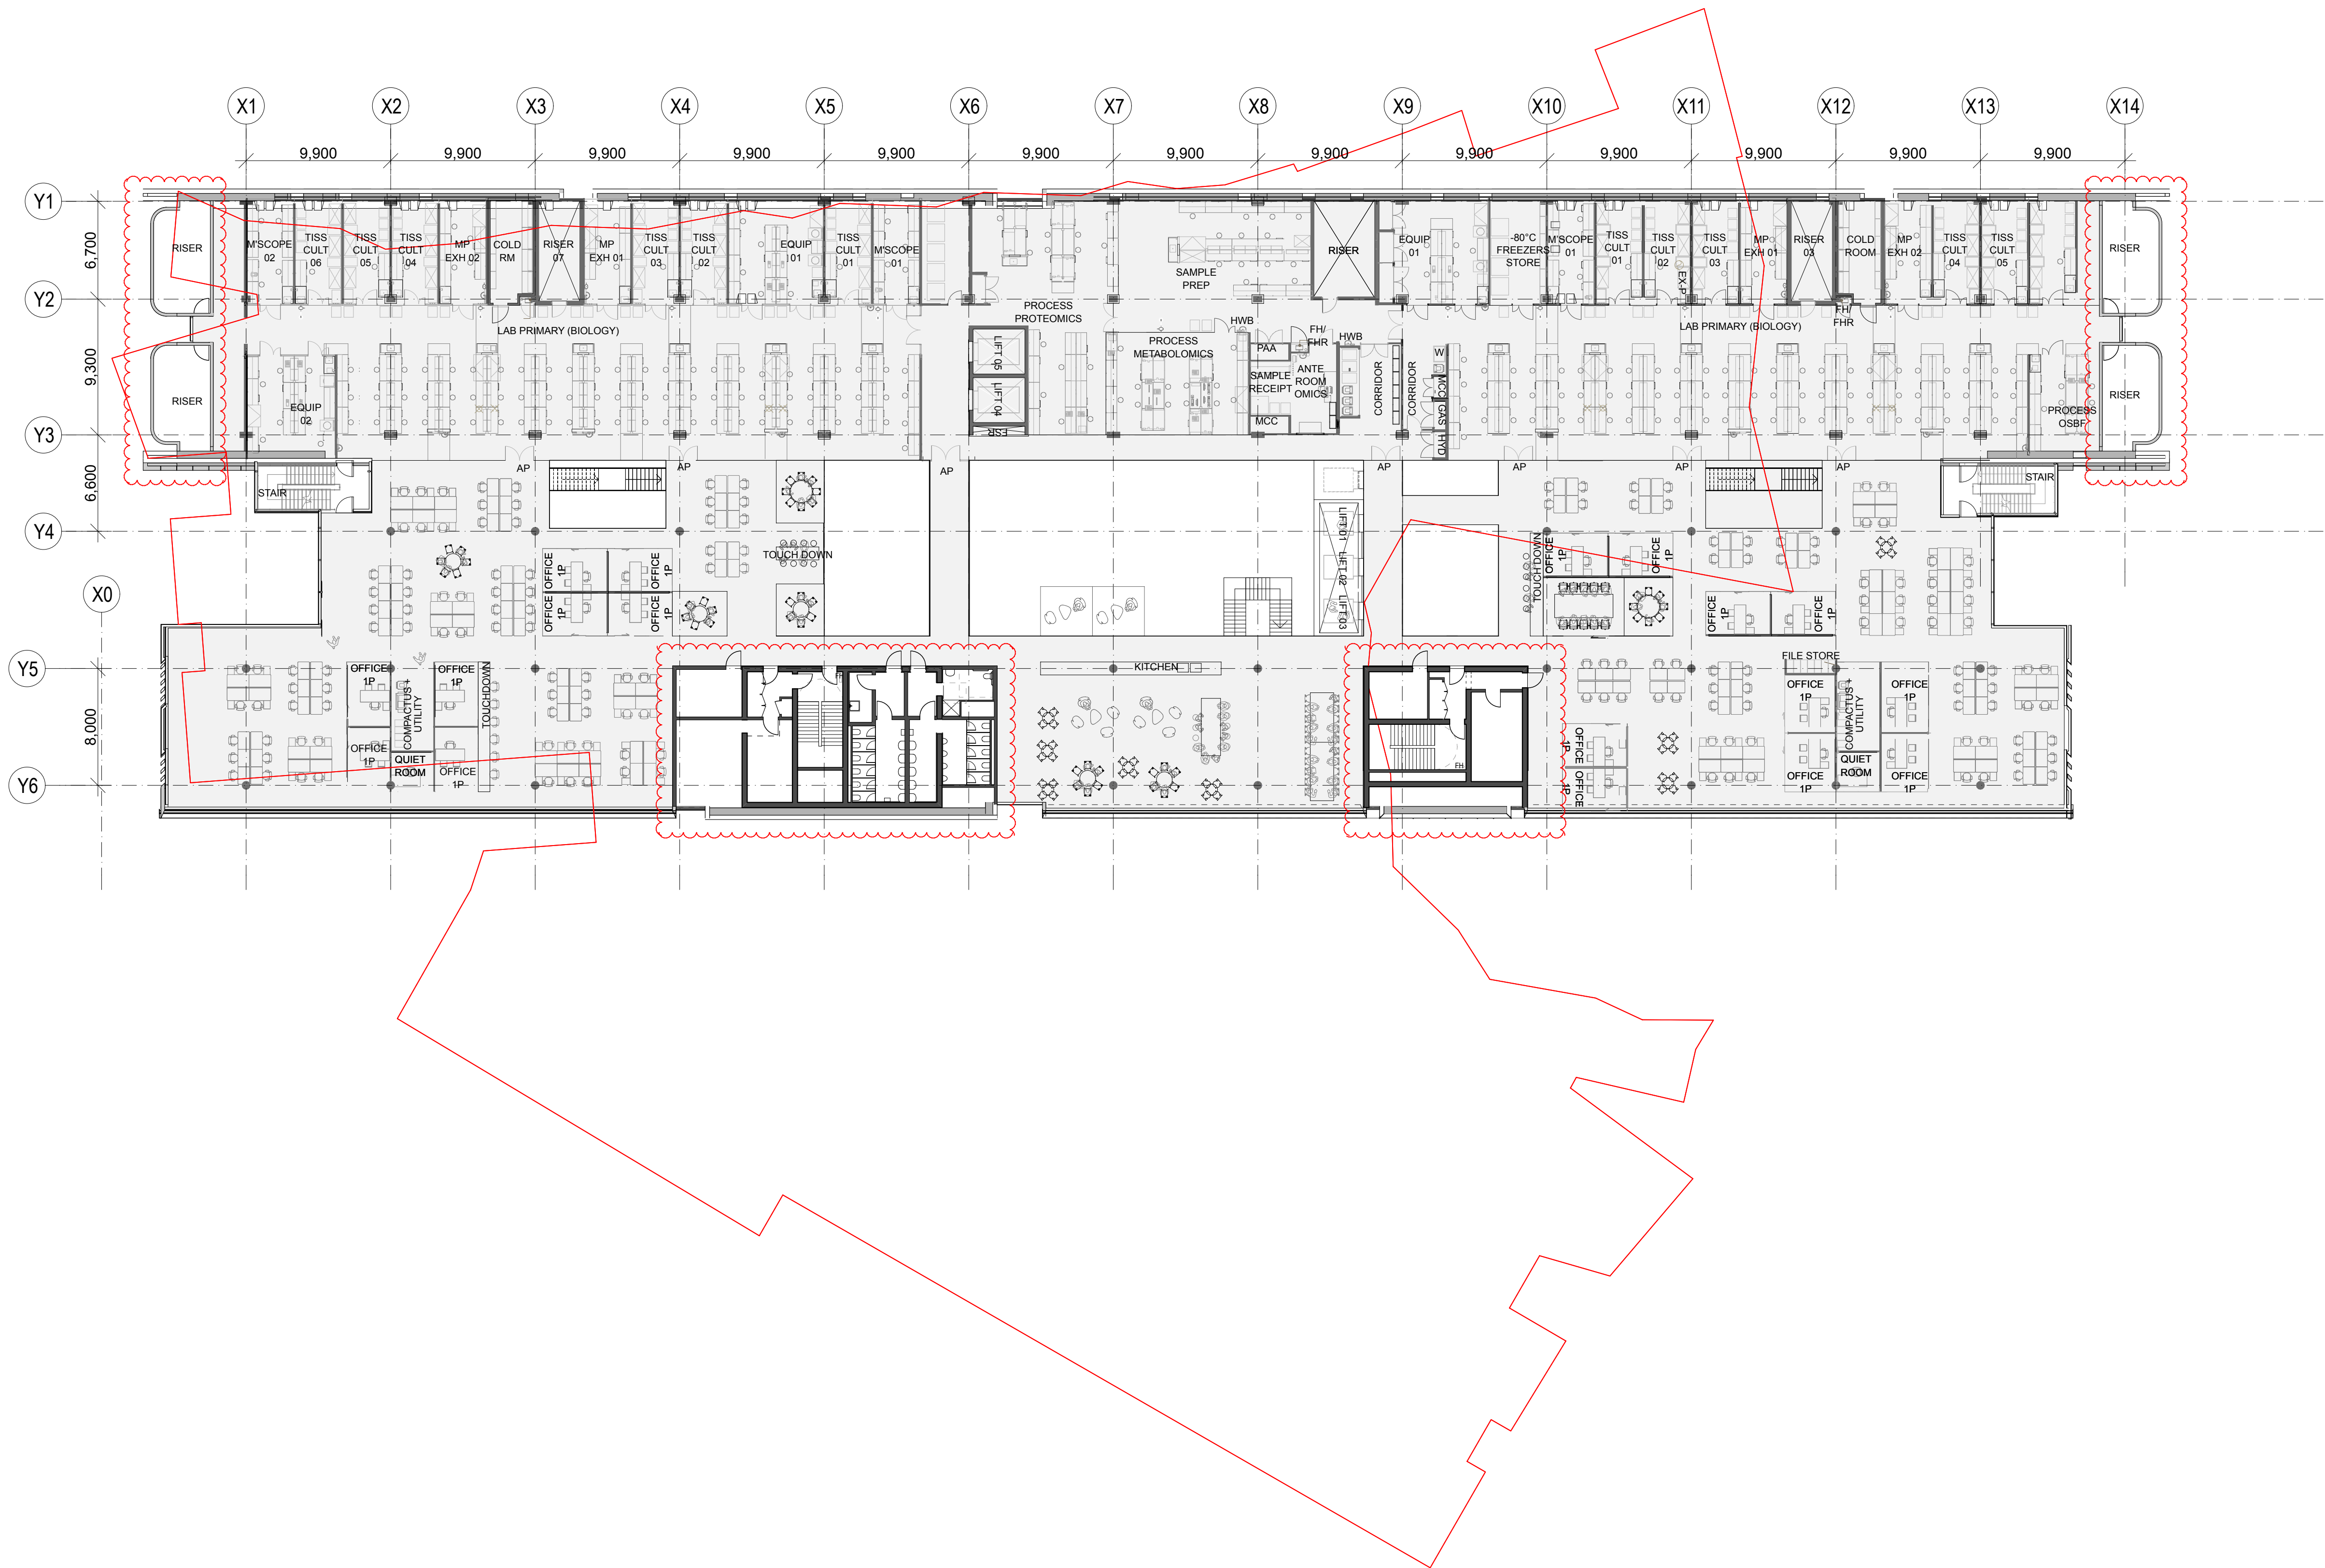 X1 X2 X3 X4 X5 X6 X7 X8 X9 X10 X11 X12 X13 X14
9,900 9,900 9,900 9,900 9,900 9,900 9,900 9,900 9,900 9,900 9,900 9,900 9,900
Y1
6,700
Y2
9,300
Y3
6,600
Y4
X0
Y5
8,000
Y6
RISER
M'SCOPE
02
TISS
CULT
06
TISS
CULT
05
TISS
CULT
04
MP
EXH 02
COLD
RM
RISER
07
MP
EXH 01
TISS
CULT
03
TISS
CULT
02
EQUIP
01
TISS
CULT
01
M'SCOPE
01
SAMPLE
PREP
RISER
EQUIP
01
-80°C
FREEZERS
STORE
M'SCOPE
01
TISS
CULT
01
TISS
CULT
02
TISS
CULT
03
MP
EXH 01
RISER
03
COLD
ROOM
MP
EXH 02
TISS
CULT
04
TISS
CULT
05
RISER
EX-P
PROCESS
PROTEOMICS
LAB PRIMARY (BIOLOGY)
HWB
FH/
FHR
HWB
LAB PRIMARY (BIOLOGY)
FH/
FHR
PROCESS
METABOLOMICS
PAA
W
LIFT 05
LIFT 04
ESR
SAMPLE
RECEIPT
ANTE
ROOM
OMICS
MCC
CORRIDOR
CORRIDOR
MCC
GAS
HYD
RISER
EQUIP
02
PROCESS
OSBF
RISER
AP
AP
AP
AP
AP
AP
AP
STAIR
STAIR
LIFT 01
LIFT 02
LIFT 03
TOUCH DOWN
TOUCH DOWN
OFFICE
1P
OFFICE
1P
OFFICE
1P
OFFICE
1P
OFFICE
1P
OFFICE
1P
OFFICE
1P
OFFICE
1P
OFFICE
1P
COMPACTUS +
UTILITY
OFFICE
1P
TOUCHDOWN
OFFICE
1P
QUIET
ROOM
OFFICE
1P
KITCHEN
FH
FILE STORE
OFFICE
1P
COMPACTUS +
UTILITY
OFFICE
1P
OFFICE
1P
OFFICE
1P
OFFICE
1P
QUIET
ROOM
OFFICE
1P